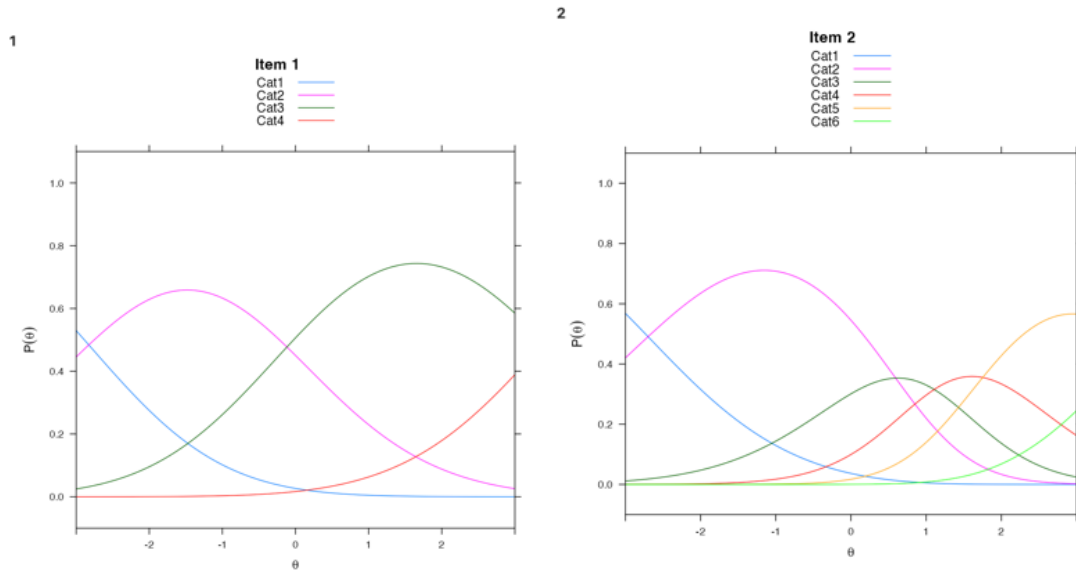 1
Item 1
Cat1
Cat2
Cat3
Cat4
1.0
0.8
0.6
0.4
0.2
0.0
P(θ)
-2 -1 0 1 2
θ
2
Item 2
Cat1
Cat2
Cat3
Cat4
Cat5
Cat6
1.0
0.8
0.6
0.4
0.2
0.0
P(θ)
-2 -1 0 1 2
θ